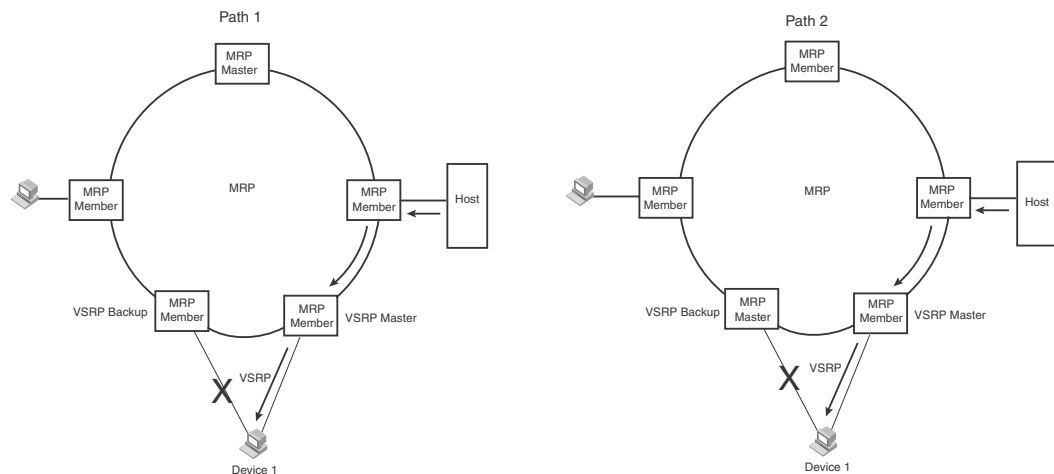 Path 1
MRP
Master
MRP
Member
MRP
MRP
Member
Host
VSRP Backup
MRP
Member
MRP
Member
VSRP Master
X
VSRP
Device 1
Path 2
MRP
Member
MRP
Member
MRP
MRP
Member
Host
VSRP Backup
MRP
Master
MRP
Member
VSRP Master
X
VSRP
Device 1